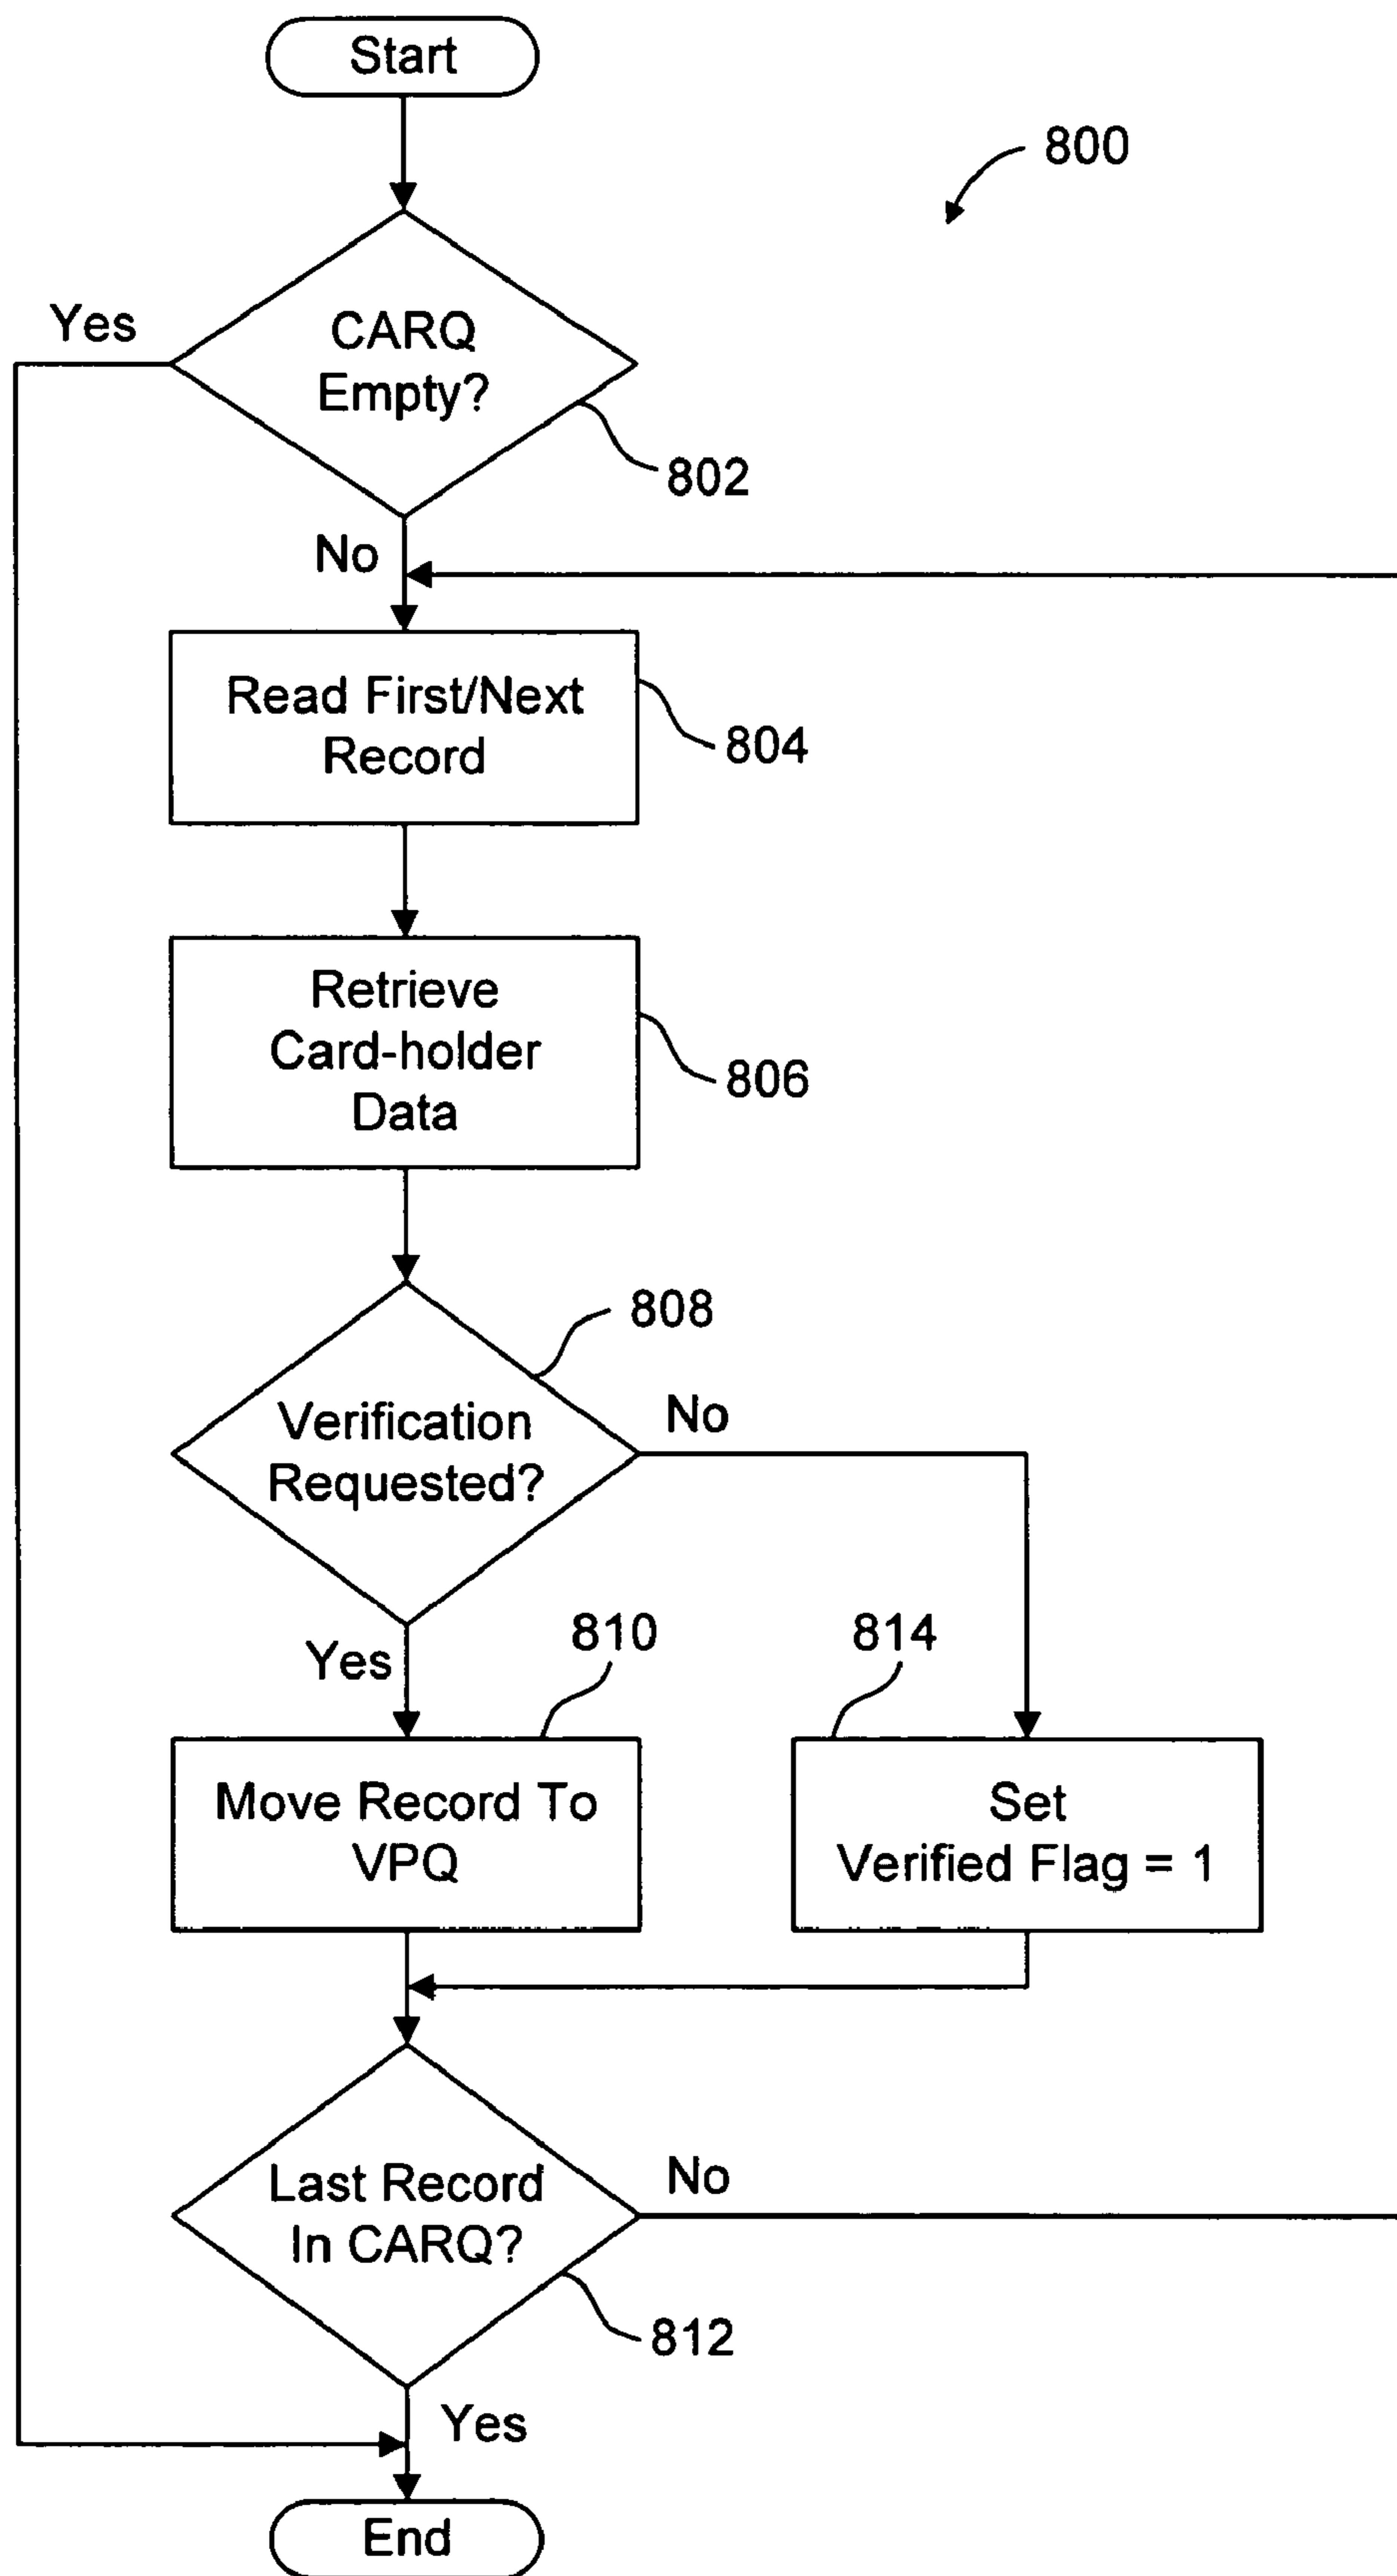 Start
800
Yes
CARQ
Empty?
802
No
Read First/Next
Record
804
Retrieve
Card-holder
Data
806
808
Verification
Requested?
No
Yes
810
814
Move Record To
VPQ
Set
Verified Flag = 1
Last Record
In CARQ?
No
812
Yes
End